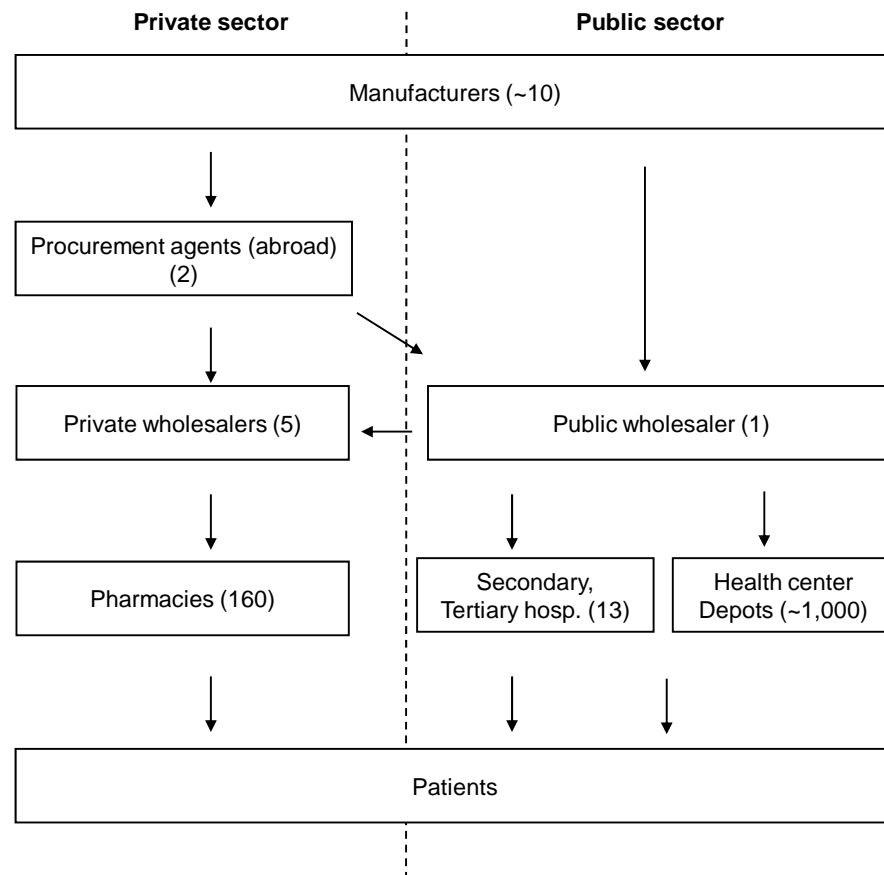 Private sector
Public sector
Manufacturers (~10)
Procurement agents (abroad)
(2)
Private wholesalers (5)
Public wholesaler (1)
Pharmacies (160)
Secondary,
Tertiary hosp. (13)
Health center
Depots (~1,000)
Patients